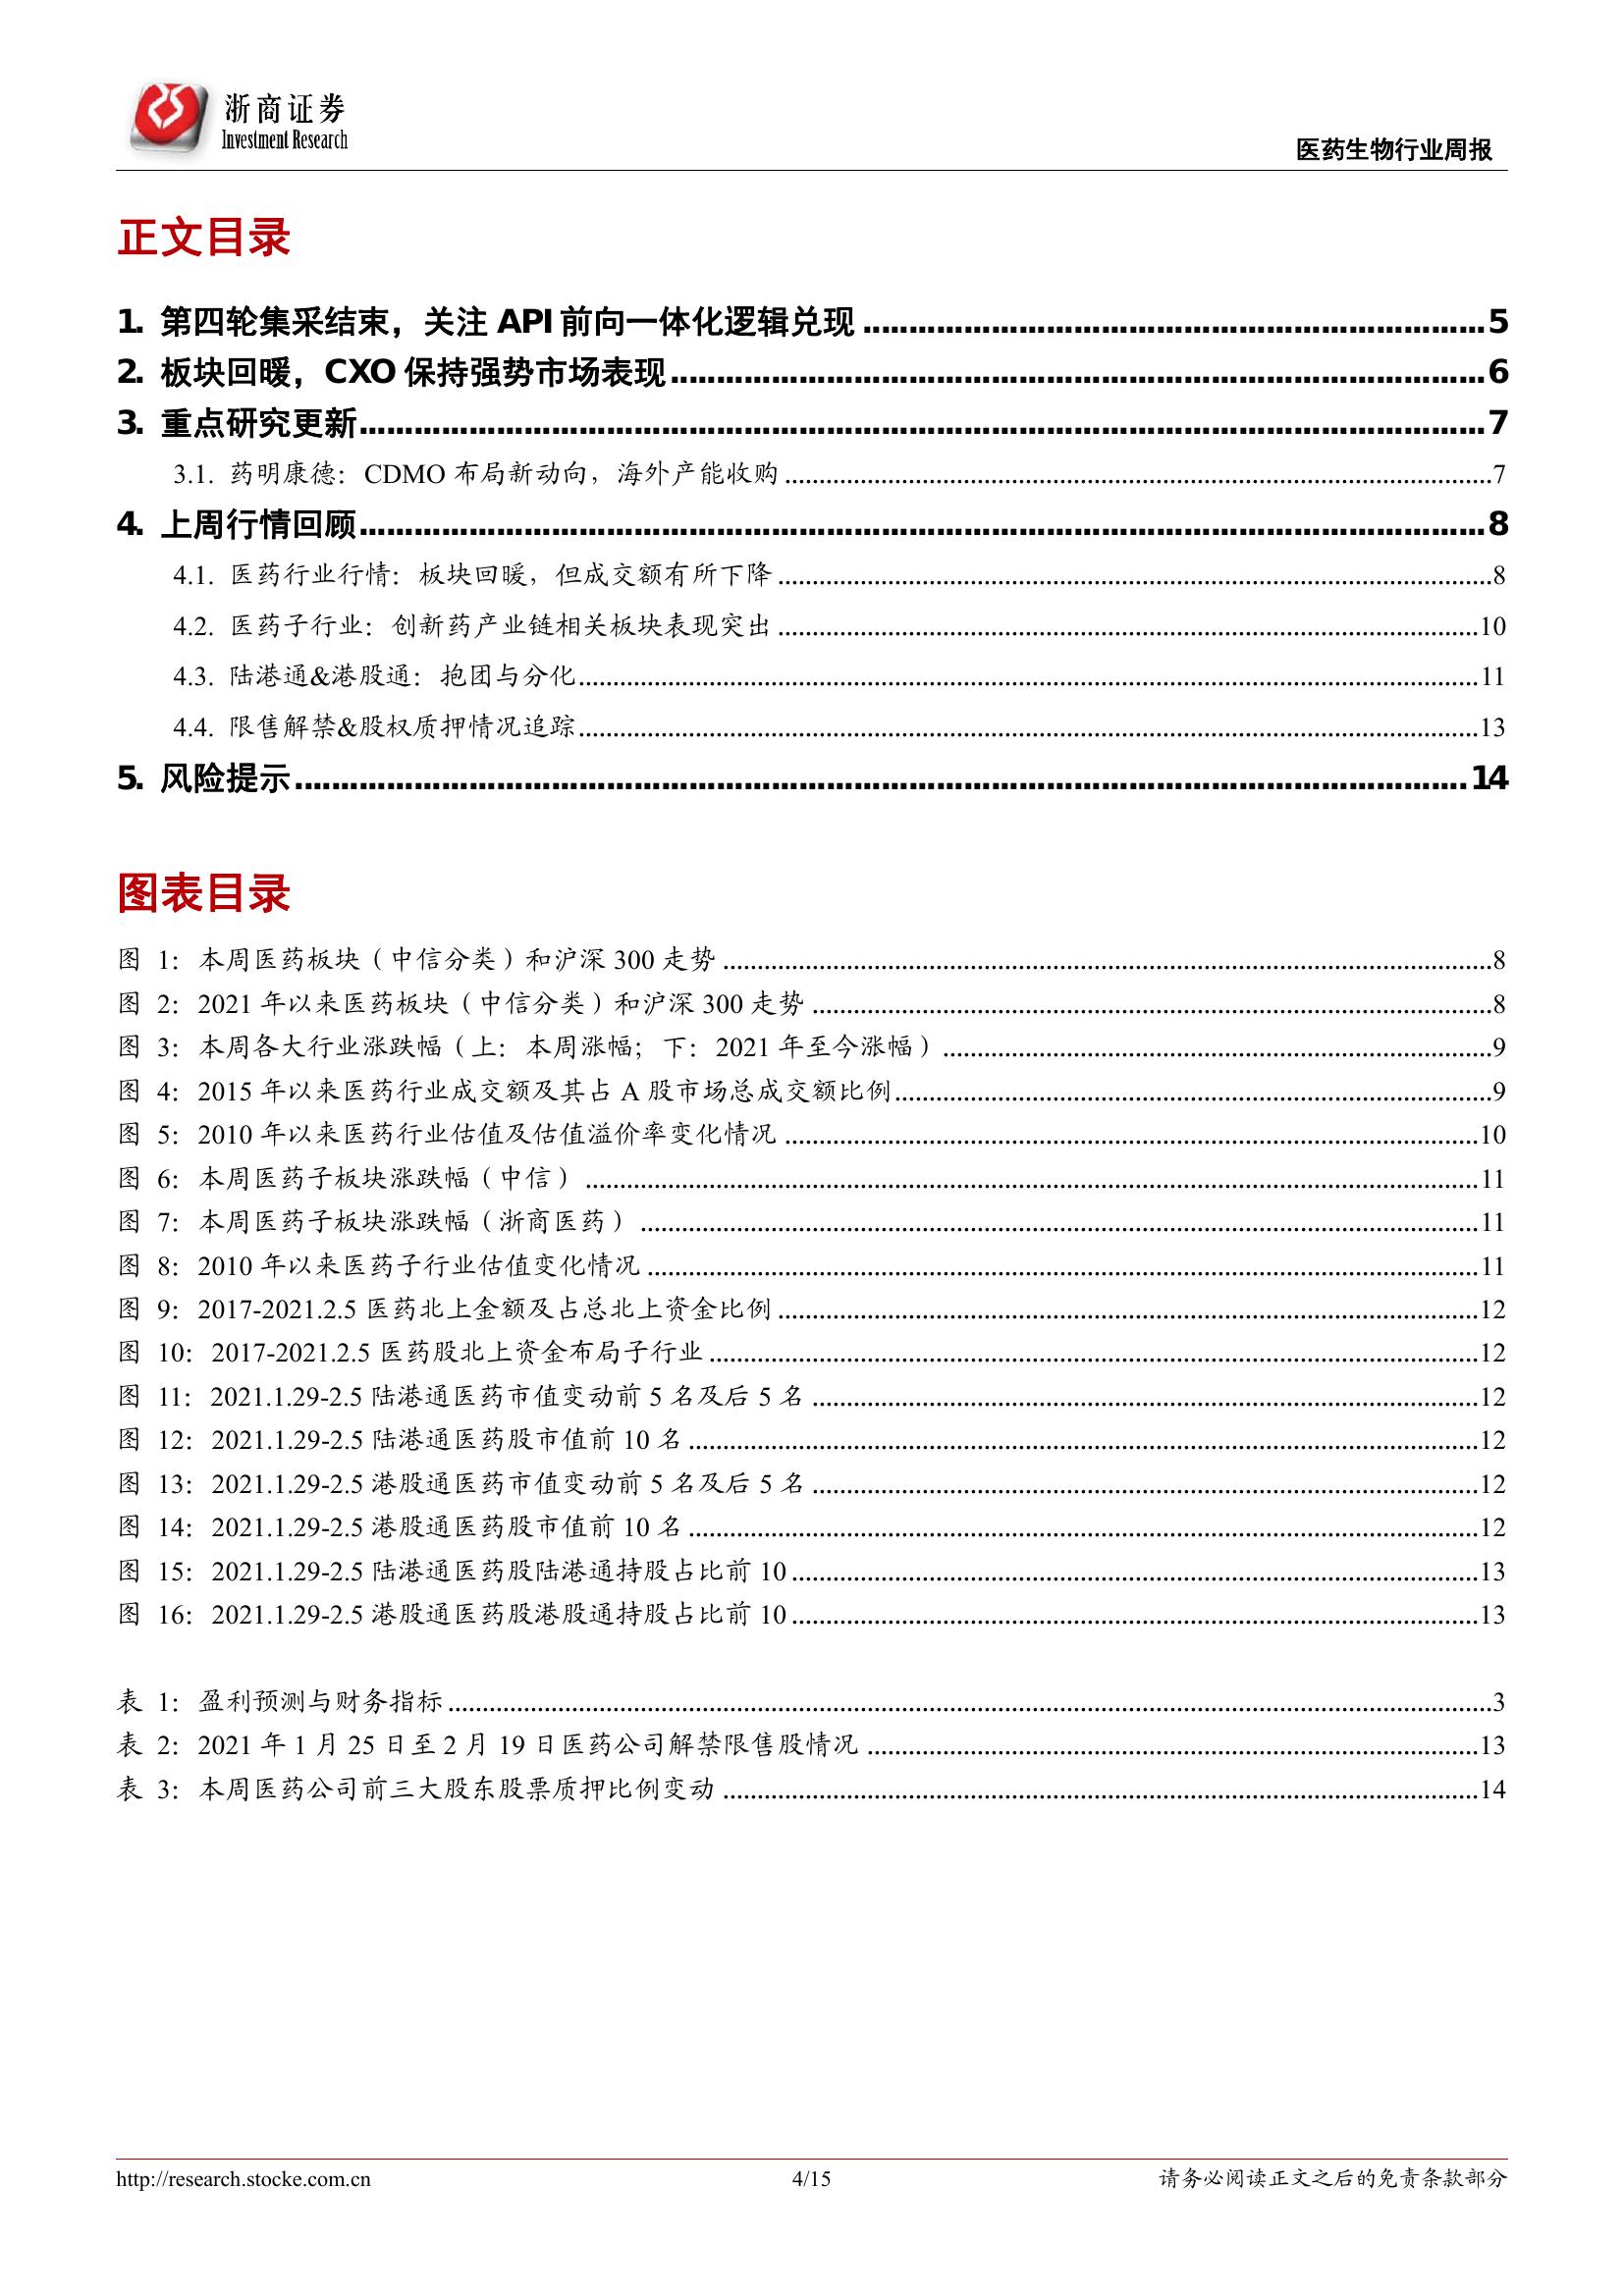 浙商证券
Investment Research
医药生物行业周报
正文目录
1. 第四轮集采结束，关注 API 前向一体化逻辑兑现 ........ 5
2. 板块回暖，CXO 保持强势市场表现 ........ 6
3. 重点研究更新 ........ 7
3.1. 药明康德：CDMO 布局新动向，海外产能收购 ........ 7
4. 上周行情回顾 ........ 8
4.1. 医药行业行情：板块回暖，但成交额有所下降 ........ 8
4.2. 医药子行业：创新药产业链相关板块表现突出 ........ 10
4.3. 陆港通&港股通：抱团与分化 ........ 11
4.4. 限售解禁&股权质押情况追踪 ........ 13
5. 风险提示 ........ 14
图表目录
图 1：本周医药板块（中信分类）和沪深 300 走势 ........ 8
图 2：2021 年以来医药板块（中信分类）和沪深 300 走势 ........ 8
图 3：本周各大行业涨跌幅（上：本周涨幅；下：2021 年至今涨幅） ........ 9
图 4：2015 年以来医药行业成交额及其占 A 股市场总成交额比例 ........ 9
图 5：2010 年以来医药行业估值及估值溢价率变化情况 ........ 10
图 6：本周医药子板块涨跌幅（中信） ........ 11
图 7：本周医药子板块涨跌幅（浙商医药） ........ 11
图 8：2010 年以来医药子行业估值变化情况 ........ 11
图 9：2017-2021.2.5 医药北上金额及占总北上资金比例 ........ 12
图 10：2017-2021.2.5 医药股北上资金布局子行业 ........ 12
图 11：2021.1.29-2.5 陆港通医药市值变动前 5 名及后 5 名 ........ 12
图 12：2021.1.29-2.5 陆港通医药股市值前 10 名 ........ 12
图 13：2021.1.29-2.5 港股通医药市值变动前 5 名及后 5 名 ........ 12
图 14：2021.1.29-2.5 港股通医药股市值前 10 名 ........ 12
图 15：2021.1.29-2.5 陆港通医药股陆港通持股占比前 10 ........ 13
图 16：2021.1.29-2.5 港股通医药股港股通持股占比前 10 ........ 13
表 1：盈利预测与财务指标 ........ 3
表 2：2021 年 1 月 25 日至 2 月 19 日医药公司解禁限售股情况 ........ 13
表 3：本周医药公司前三大股东股票质押比例变动 ........ 14
http://research.stocke.com.cn
4/15
请务必阅读正文之后的免责条款部分